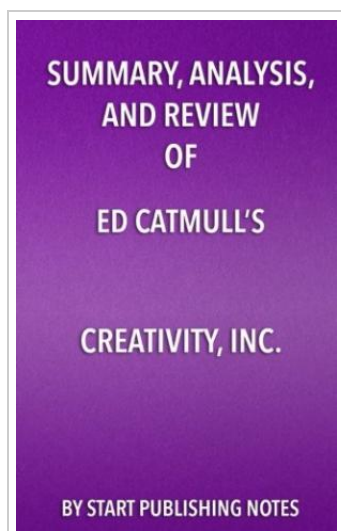 SUMMARY, ANALYSIS,
AND REVIEW
OF
ED CATMULL'S
CREATIVITY, INC.
BY START PUBLISHING NOTES